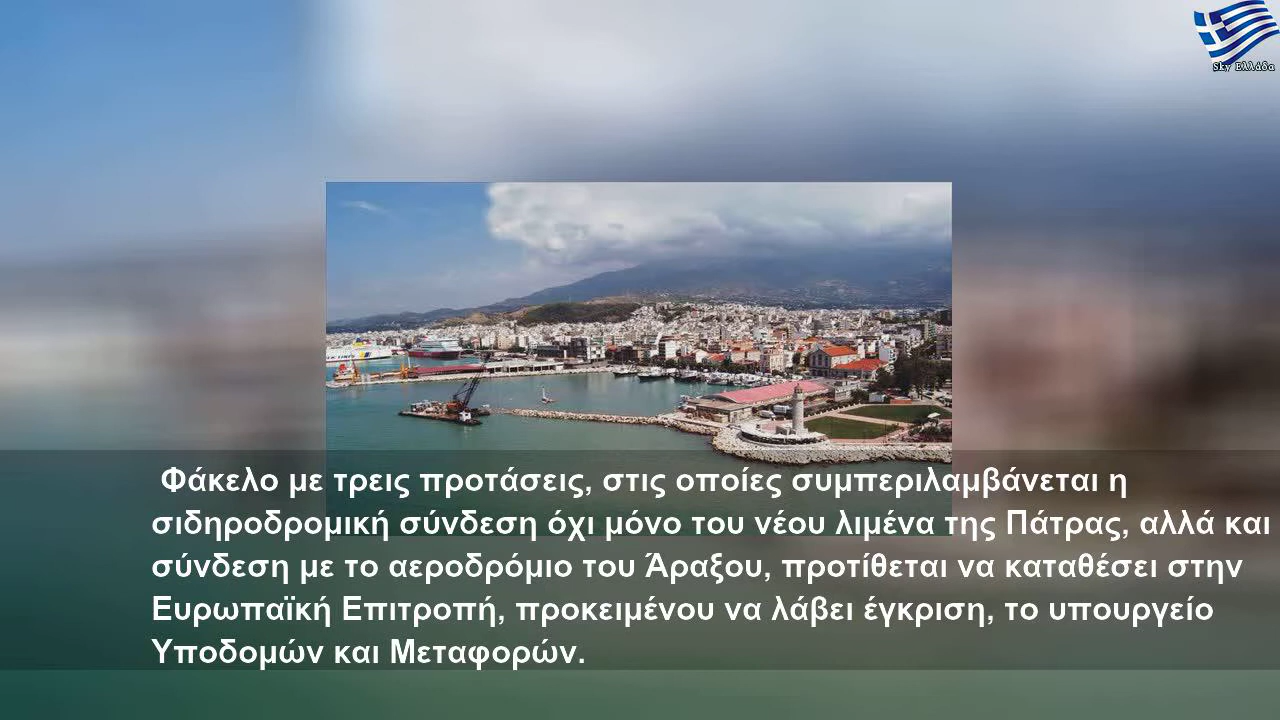 Sky Ελλάδα
Φάκελο με τρεις προτάσεις, στις οποίες συμπεριλαμβάνεται η
σιδηροδρομική σύνδεση όχι μόνο του νέου λιμένα της Πάτρας, αλλά και
σύνδεση με το αεροδρόμιο του Άραξου, προτίθεται να καταθέσει στην
Ευρωπαϊκή Επιτροπή, προκειμένου να λάβει έγκριση, το υπουργείο
Υποδομών και Μεταφορών.